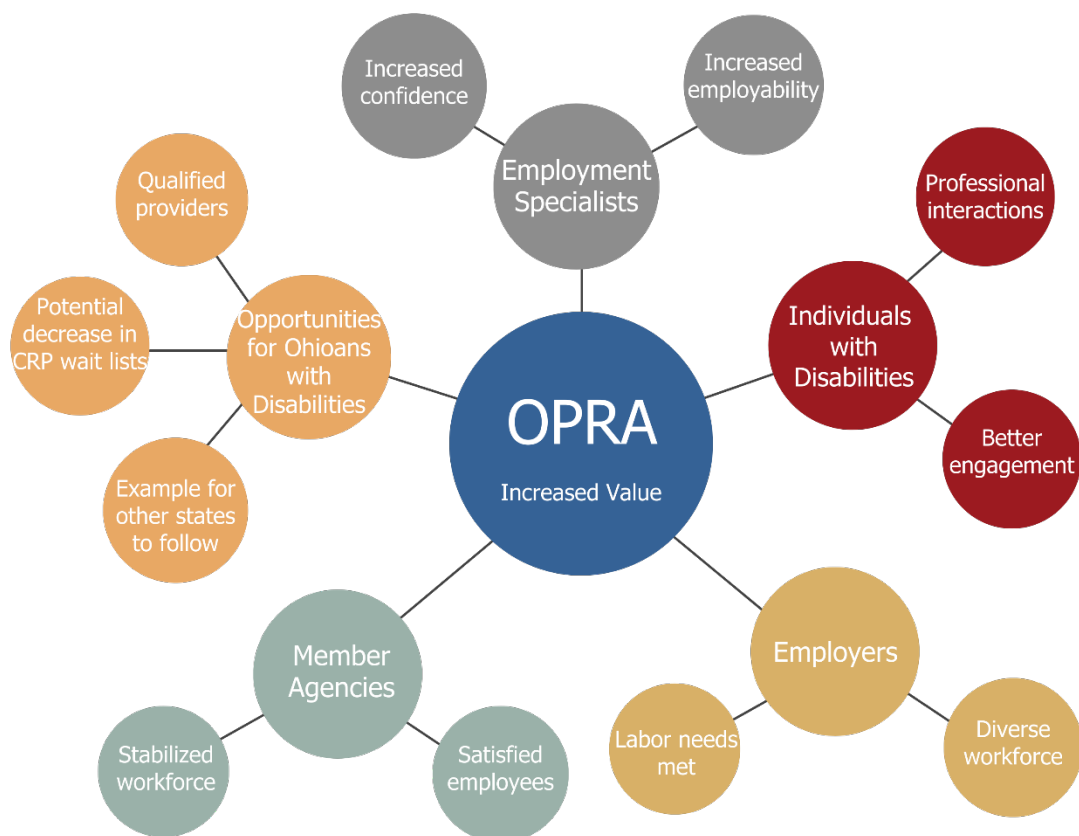 Increased
confidence
Increased
employability
Employment
Specialists
Qualified
providers
Potential
decrease in
CRP wait lists
Opportunities
for Ohioans
with
Disabilities
Example for
other states
to follow
Professional
interactions
Individuals
with
Disabilities
Better
engagement
OPRA
Increased Value
Member
Agencies
Stabilized
workforce
Satisfied
employees
Employers
Labor needs
met
Diverse
workforce